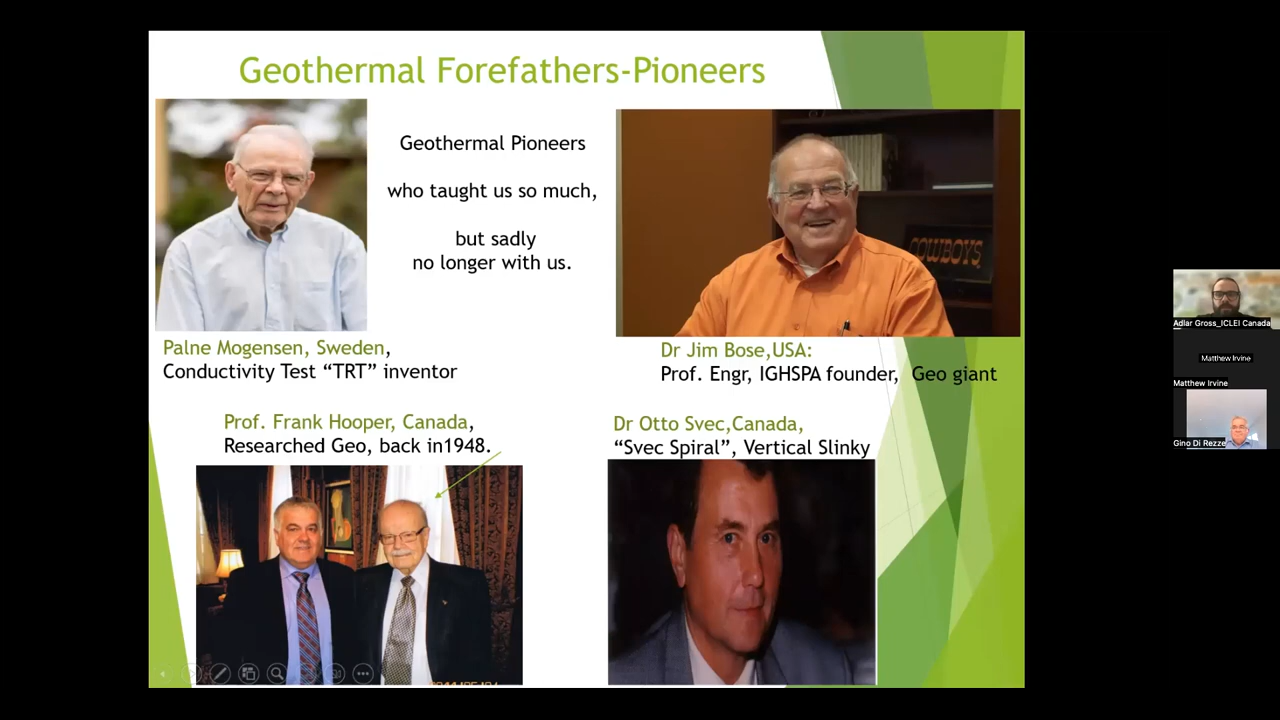 Geothermal Forefathers-Pioneers
Geothermal Pioneers
who taught us so much,
but sadly
no longer with us.
COWBOYS
Palne Mogensen, Sweden,
Conductivity Test “TRT” inventor
Dr Jim Bose,USA:
Prof. Engr, IGHSPA founder, Geo giant
Prof. Frank Hooper, Canada,
Researched Geo, back in1948.
Dr Otto Svec,Canada,
“Svec Spiral”, Vertical Slinky
Adlar Gross_ICLEI Canada
Matthew Irvine
Matthew Irvine
Gino Di Rezze